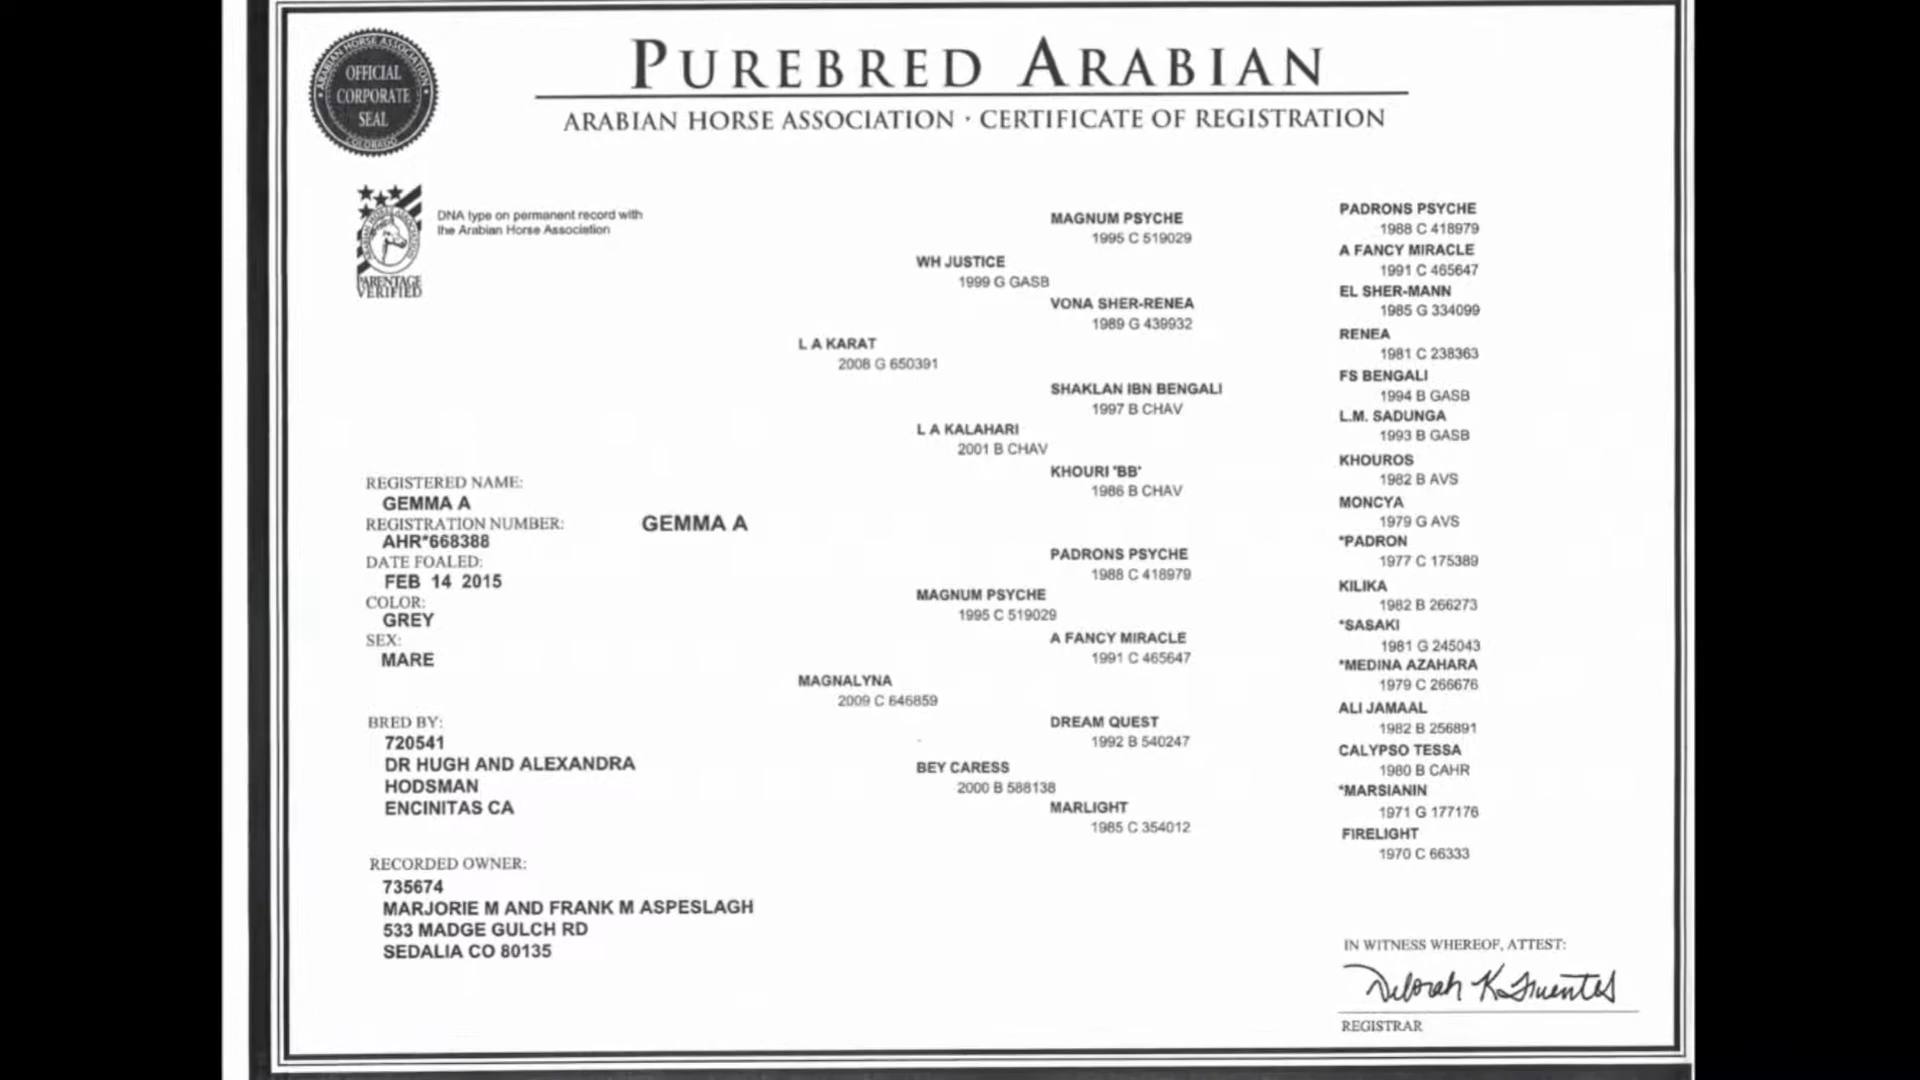 PUREBRED ARABIAN
ARABIAN HORSE ASSOCIATION · CERTIFICATE OF REGISTRATION
ARABIAN HORSE ASSOCIATION
OFFICIAL
CORPORATE
SEAL
COLORADO
ARABIAN HORSE ASSOCIATION
PARENTAGE
VERIFIED
DNA type on permanent record with
the Arabian Horse Association
REGISTERED NAME:
GEMMA A
REGISTRATION NUMBER:
AHR*668388
DATE FOALED:
FEB 14 2015
COLOR:
GREY
SEX:
MARE
BRED BY:
720541
DR HUGH AND ALEXANDRA
HODSMAN
ENCINITAS CA
RECORDED OWNER:
735674
MARJORIE M AND FRANK M ASPESLAGH
533 MADGE GULCH RD
SEDALIA CO 80135
GEMMA A
L A KARAT
2008 G 650391
MAGNALYNA
2009 C 646859
WH JUSTICE
1999 G GASB
L A KALAHARI
2001 B CHAV
MAGNUM PSYCHE
1995 C 519029
BEY CARESS
2000 B 588138
MAGNUM PSYCHE
1995 C 519029
VONA SHER-RENEA
1989 G 439932
SHAKLAN IBN BENGALI
1997 B CHAV
KHOURI 'BB'
1986 B CHAV
PADRONS PSYCHE
1988 C 418979
A FANCY MIRACLE
1991 C 465647
DREAM QUEST
1992 B 540247
MARLIGHT
1985 C 354012
PADRONS PSYCHE
1988 C 418979
A FANCY MIRACLE
1991 C 465647
EL SHER-MANN
1985 G 334099
RENEA
1981 C 238363
FS BENGALI
1994 B GASB
L.M. SADUNGA
1993 B GASB
KHOUROS
1982 B AVS
MONCYA
1979 G AVS
*PADRON
1977 C 175389
KILIKA
1982 B 266273
*SASAKI
1981 G 245043
*MEDINA AZAHARA
1979 C 266676
ALI JAMAAL
1982 B 256891
CALYPSO TESSA
1980 B CAHR
*MARSIANIN
1971 G 177176
FIRELIGHT
1970 C 66333
IN WITNESS WHEREOF, ATTEST:
Deborah K Fuentes
REGISTRAR